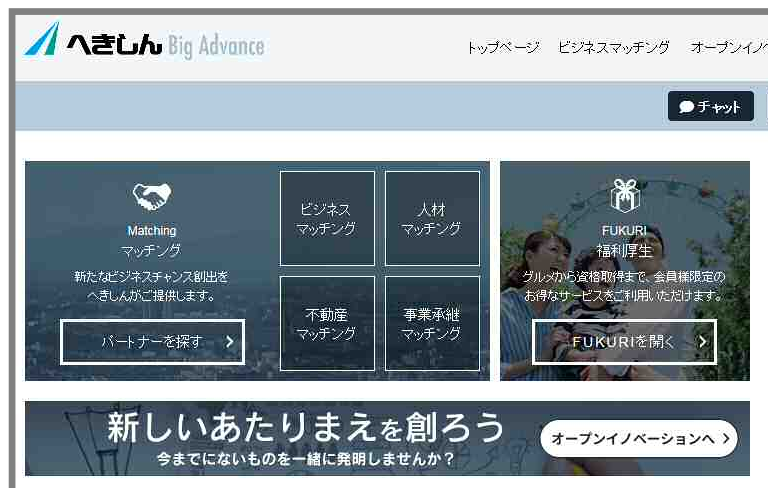 へきしん Big Advance
トップページ ビジネスマッチング オープンイノベ
チャット
Matching
マッチング
新たなビジネスチャンス創出を
へきしんがご提供します。
パートナーを探す
ビジネス
マッチング
人材
マッチング
不動産
マッチング
事業承継
マッチング
FUKURI
福利厚生
グルメから資格取得まで、会員様限定の
お得なサービスをご利用いただけます。
FUKURIを開く
新しいあたりまえを創ろう
今までにないものを一緒に発明しませんか?
オープンイノベーションへ